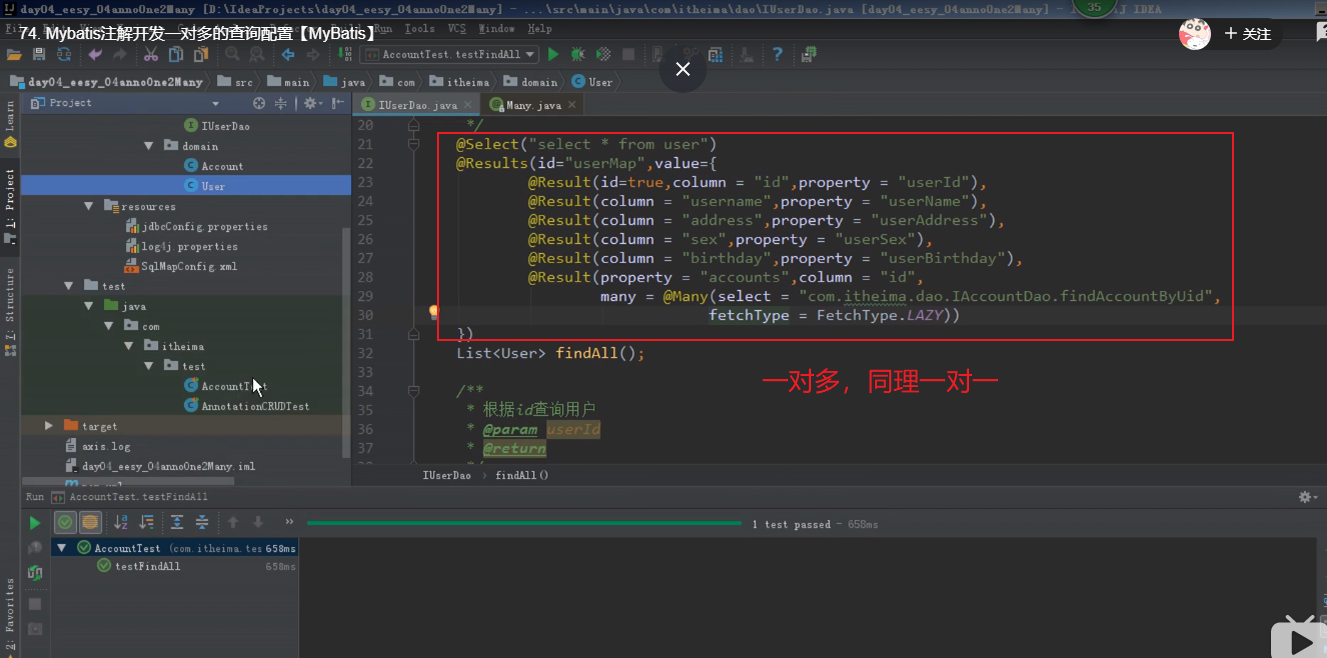 day04_eesy_04annoOne2Many [D:\IdeaProjects\day04_eesy_04annoOne2Many] - ...\src\main\java\com\itheima\dao\IUserDao.java [day04_eesy_04annoOne2Many] - IDEA
35
74. Mybatis注解开发一对多的查询配置【MyBatis】
Run Tools VCS Window Help
+ 关注
AccountTest.testFindAll
day04_eesy_04annoOne2Many src main java com itheima domain User
Project
IUserDao.java
Many.java
Learn
1: Project
7: Structure
2: Favorites
IUserDao
domain
Account
User
resources
jdbcConfig.properties
log4j.properties
SqlMapConfig.xml
test
java
com
itheima
test
AccountTest
AnnotationCRUDTest
target
axis.log
day04_eesy_04annoOne2Many.iml
20 */
21 @Select("select * from user")
22 @Results(id="userMap",value={
23 @Result(id=true,column = "id",property = "userId"),
24 @Result(column = "username",property = "userName"),
25 @Result(column = "address",property = "userAddress"),
26 @Result(column = "sex",property = "userSex"),
27 @Result(column = "birthday",property = "userBirthday"),
28 @Result(property = "accounts",column = "id",
29 many = @Many(select = "com.itheima.dao.IAccountDao.findAccountByUid",
30 fetchType = FetchType.LAZY))
31 })
32 List<User> findAll();
33
34 /**
35 * 根据id查询用户
36 * @param userId
37 * @return
一对多，同理一对一
IUserDao › findAll()
Run AccountTest.testFindAll
1 test passed - 658ms
AccountTest (com.itheima.tes 658ms
testFindAll 658ms